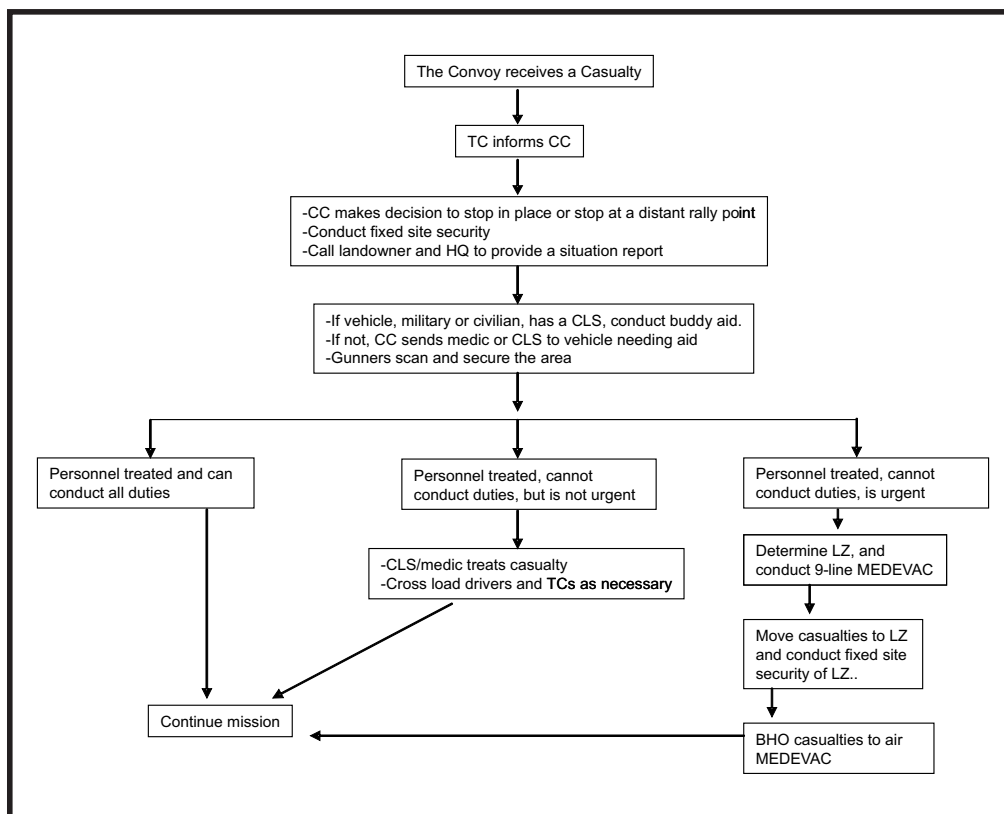 The Convoy receives a Casualty
TC informs CC
-CC makes decision to stop in place or stop at a distant rally point
-Conduct fixed site security
-Call landowner and HQ to provide a situation report
-If vehicle, military or civilian, has a CLS, conduct buddy aid.
-If not, CC sends medic or CLS to vehicle needing aid
-Gunners scan and secure the area
Personnel treated and can
conduct all duties
Personnel treated, cannot
conduct duties, but is not urgent
Personnel treated, cannot
conduct duties, is urgent
-CLS/medic treats casualty
-Cross load drivers and TCs as necessary
Determine LZ, and
conduct 9-line MEDEVAC
Move casualties to LZ
and conduct fixed site
security of LZ..
Continue mission
BHO casualties to air
MEDEVAC